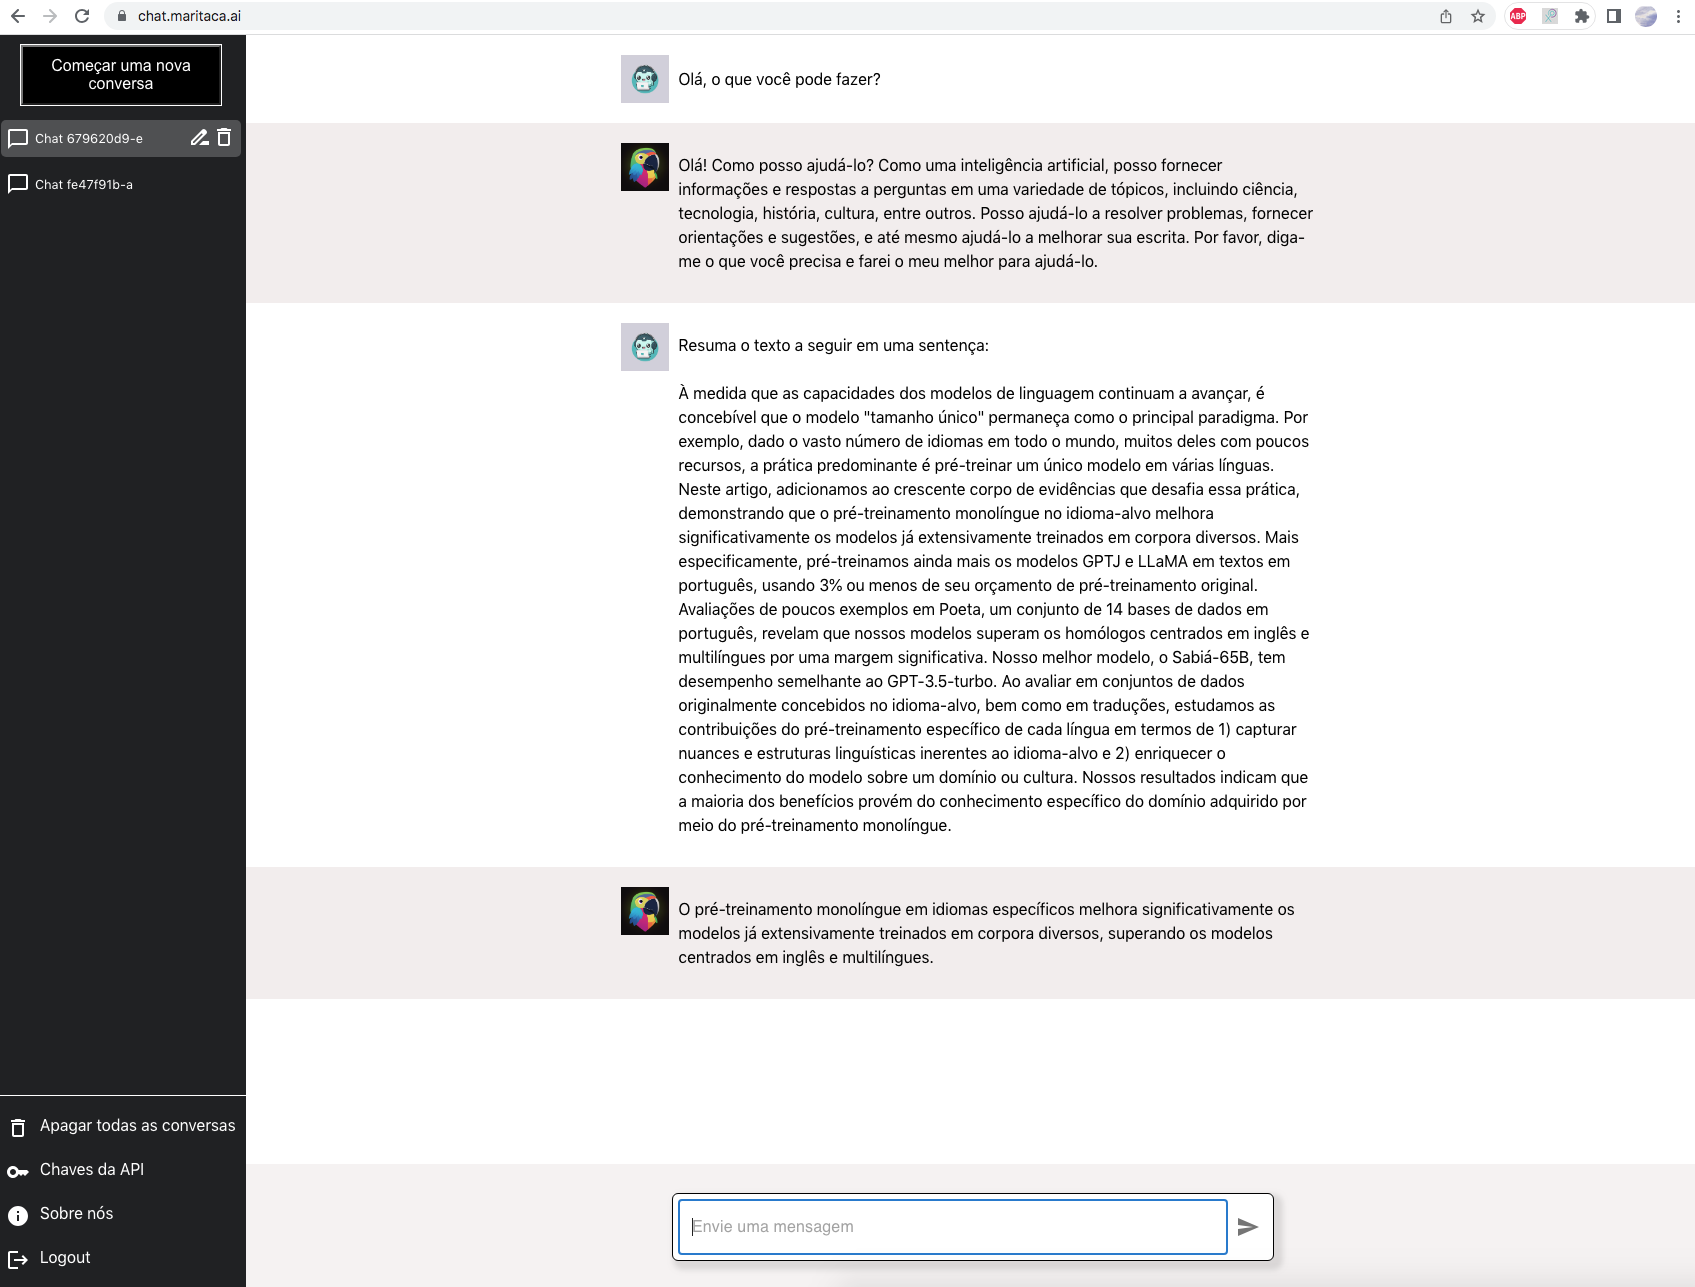 chat.maritaca.ai
ABP
Começar uma nova
conversa
Chat 679620d9-e
Chat fe47f91b-a
Olá, o que você pode fazer?
Olá! Como posso ajudá-lo? Como uma inteligência artificial, posso fornecer
informações e respostas a perguntas em uma variedade de tópicos, incluindo ciência,
tecnologia, história, cultura, entre outros. Posso ajudá-lo a resolver problemas, fornecer
orientações e sugestões, e até mesmo ajudá-lo a melhorar sua escrita. Por favor, diga-
me o que você precisa e farei o meu melhor para ajudá-lo.
Resuma o texto a seguir em uma sentença:
À medida que as capacidades dos modelos de linguagem continuam a avançar, é
concebível que o modelo "tamanho único" permaneça como o principal paradigma. Por
exemplo, dado o vasto número de idiomas em todo o mundo, muitos deles com poucos
recursos, a prática predominante é pré-treinar um único modelo em várias línguas.
Neste artigo, adicionamos ao crescente corpo de evidências que desafia essa prática,
demonstrando que o pré-treinamento monolíngue no idioma-alvo melhora
significativamente os modelos já extensivamente treinados em corpora diversos. Mais
especificamente, pré-treinamos ainda mais os modelos GPTJ e LLaMA em textos em
português, usando 3% ou menos de seu orçamento de pré-treinamento original.
Avaliações de poucos exemplos em Poeta, um conjunto de 14 bases de dados em
português, revelam que nossos modelos superam os homólogos centrados em inglês e
multilíngues por uma margem significativa. Nosso melhor modelo, o Sabiá-65B, tem
desempenho semelhante ao GPT-3.5-turbo. Ao avaliar em conjuntos de dados
originalmente concebidos no idioma-alvo, bem como em traduções, estudamos as
contribuições do pré-treinamento específico de cada língua em termos de 1) capturar
nuances e estruturas linguísticas inerentes ao idioma-alvo e 2) enriquecer o
conhecimento do modelo sobre um domínio ou cultura. Nossos resultados indicam que
a maioria dos benefícios provém do conhecimento específico do domínio adquirido por
meio do pré-treinamento monolíngue.
O pré-treinamento monolíngue em idiomas específicos melhora significativamente os
modelos já extensivamente treinados em corpora diversos, superando os modelos
centrados em inglês e multilíngues.
Apagar todas as conversas
Chaves da API
Sobre nós
Logout
Envie uma mensagem